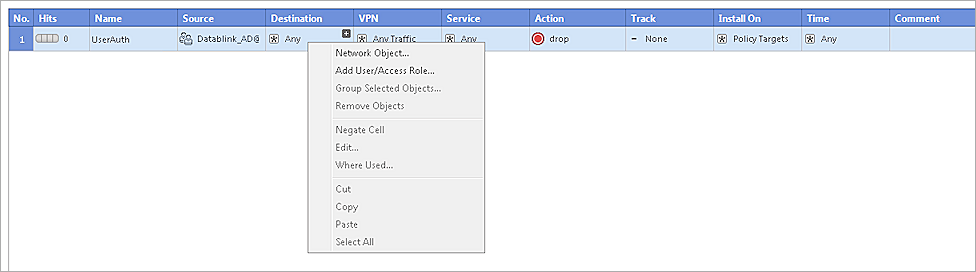 No. Hits Name Source Destination VPN Service Action Track Install On Time Comment
1 0 UserAuth Datablink_AD@ Any Any Traffic Any drop None Policy Targets Any
Network Object...
Add User/Access Role...
Group Selected Objects...
Remove Objects
Negate Cell
Edit...
Where Used...
Cut
Copy
Paste
Select All